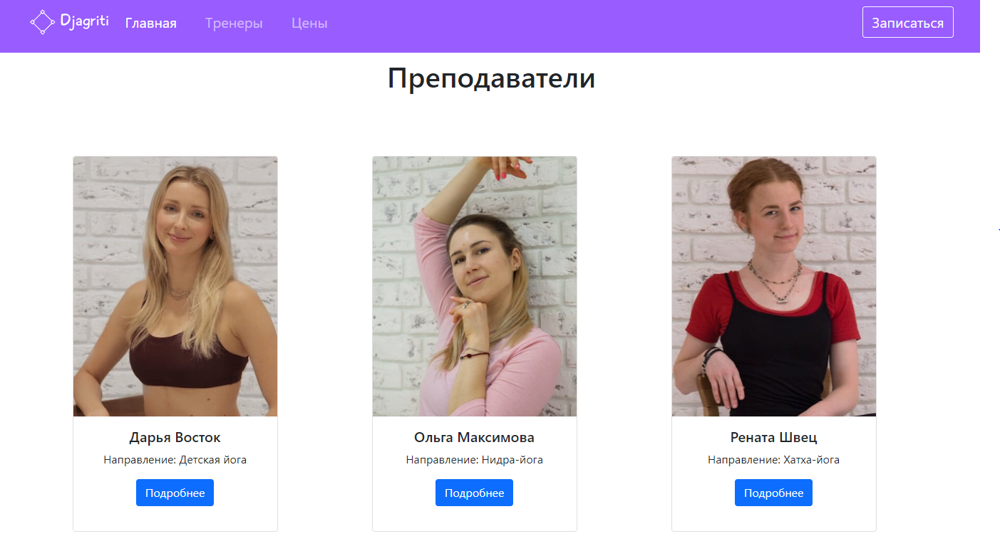 Djagriti Главная Тренеры Цены Записаться
Преподаватели
Дарья Восток
Направление: Детская йога
Подробнее
Ольга Максимова
Направление: Нидра-йога
Подробнее
Рената Швец
Направление: Хатха-йога
Подробнее